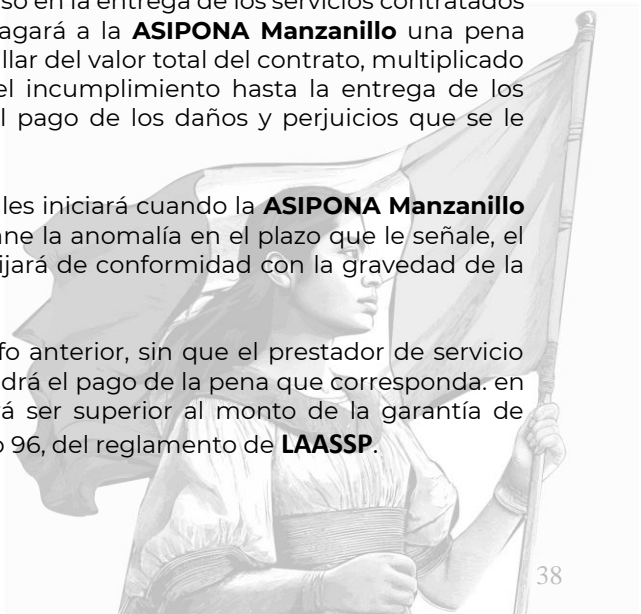 so en la entrega de los servicios contratados
agará a la ASIPONA Manzanillo una pena
llar del valor total del contrato, multiplicado
el incumplimiento hasta la entrega de los
l pago de los daños y perjuicios que se le
les iniciará cuando la ASIPONA Manzanillo
ne la anomalía en el plazo que le señale, el
ijará de conformidad con la gravedad de la
fo anterior, sin que el prestador de servicio
drá el pago de la pena que corresponda. en
rá ser superior al monto de la garantía de
o 96, del reglamento de LAASSP.
38